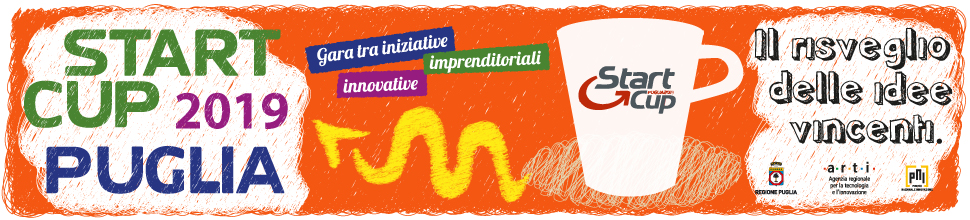 START
CUP 2019
PUGLIA
Gara tra iniziative
imprenditoriali
innovative
Start
Cup
Il risveglio
delle idee
vincenti.
REGIONE PUGLIA
·a·r·t·i·
Agenzia regionale
per la tecnologia
e l'innovazione
PNI